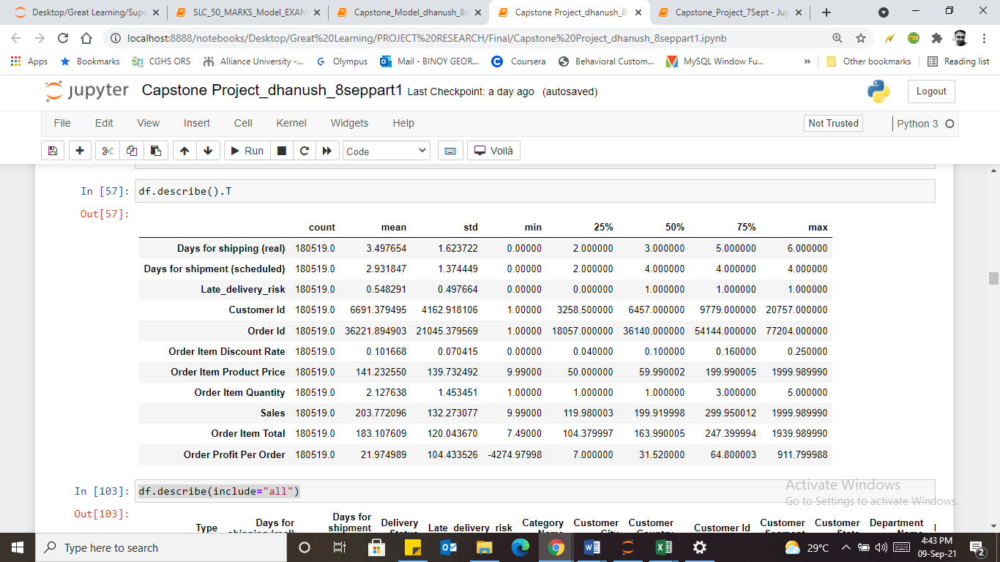 Desktop/Great Learning/Supe
SLC_50_MARKS_Model_EXAM
Capstone_Model_dhanush_8s
Capstone Project_dhanush_8
Capstone_Project_7Sept - Jup
localhost:8888/notebooks/Desktop/Great%20Learning/PROJECT%20RESEARCH/Final/Capstone%20Project_dhanush_8seppart1.ipynb
Apps Bookmarks CGHS ORS Alliance University -... Olympus Mail - BINOY GEOR... Coursera Behavioral Custom... MySQL Window Fu... » Other bookmarks Reading list
jupyter Capstone Project_dhanush_8seppart1 Last Checkpoint: a day ago (autosaved) Logout
File Edit View Insert Cell Kernel Widgets Help Not Trusted Python 3
Run Code Voilà
In [57]: df.describe().T
Out[57]:
count mean std min 25% 50% 75% max
Days for shipping (real) 180519.0 3.497654 1.623722 0.00000 2.000000 3.000000 5.000000 6.000000
Days for shipment (scheduled) 180519.0 2.931847 1.374449 0.00000 2.000000 4.000000 4.000000 4.000000
Late_delivery_risk 180519.0 0.548291 0.497664 0.00000 0.000000 1.000000 1.000000 1.000000
Customer Id 180519.0 6691.379495 4162.918106 1.00000 3258.500000 6457.000000 9779.000000 20757.000000
Order Id 180519.0 36221.894903 21045.379569 1.00000 18057.000000 36140.000000 54144.000000 77204.000000
Order Item Discount Rate 180519.0 0.101668 0.070415 0.00000 0.040000 0.100000 0.160000 0.250000
Order Item Product Price 180519.0 141.232550 139.732492 9.99000 50.000000 59.990002 199.990005 1999.989990
Order Item Quantity 180519.0 2.127638 1.453451 1.00000 1.000000 1.000000 3.000000 5.000000
Sales 180519.0 203.772096 132.273077 9.99000 119.980003 199.919998 299.950012 1999.989990
Order Item Total 180519.0 183.107609 120.043670 7.49000 104.379997 163.990005 247.399994 1939.989990
Order Profit Per Order 180519.0 21.974989 104.433526 -4274.97998 7.000000 31.520000 64.800003 911.799988
In [103]: df.describe(include="all")
Activate Windows
Go to Settings to activate Windows.
Out[103]:
Type Days for Days for shipment Delivery Late_delivery_risk Category Customer Customer Customer Id Customer Customer Department
Type here to search 29°C 4:43 PM
09-Sep-21 2